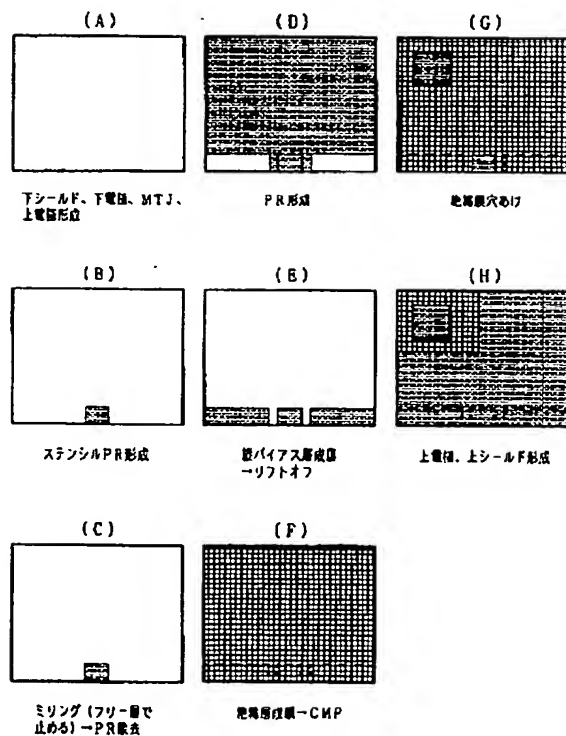 (A)
下シールド、下電極、MTJ、
上電極形成
(B)
ステンシルPR形成
(C)
ミリング(フリー層で
止める)→PR除去
(D)
PR形成
(E)
縦バイアス層成膜
→リフトオフ
(F)
絶縁層成膜→CMP
(G)
絶縁膜穴あけ
(H)
上電極、上シールド形成